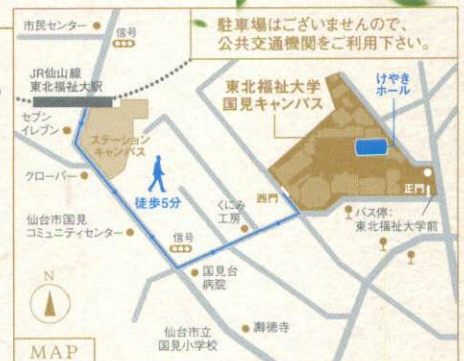 市民センター
信号
駐車場はございませんので、
公共交通機関をご利用下さい。
JR仙山線
東北福祉大駅
セブン
イレブン
ステーション
キャンパス
東北福祉大学
国見キャンパス
けやき
ホール
クローバー
徒歩5分
西門
正門
くにみ
工房
バス停:
東北福祉大学前
仙台市国見
コミュニティセンター
信号
国見台
病院
N
仙台市立
国見小学校
壽徳寺
MAP